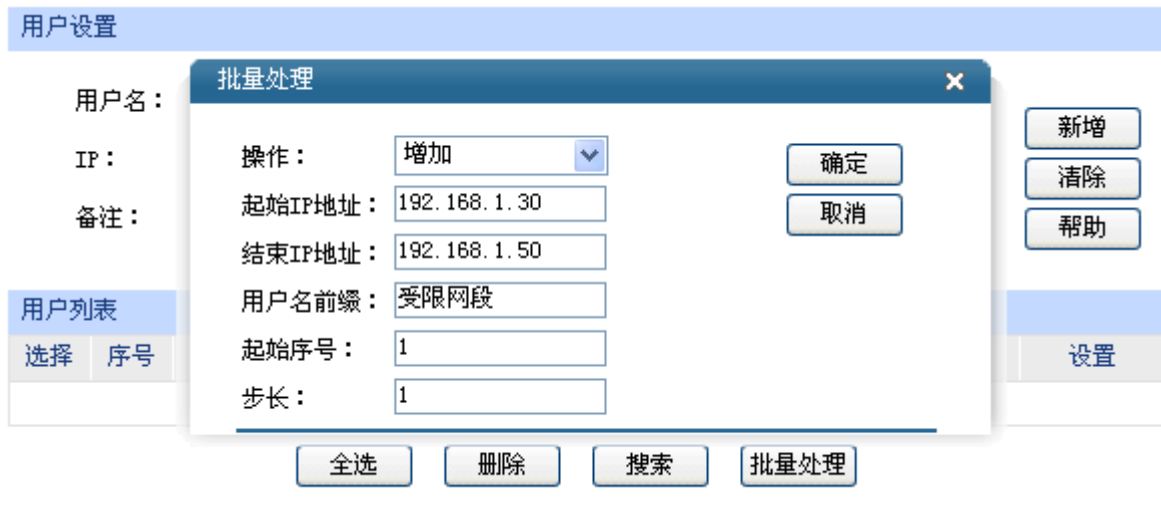 用户设置
批量处理
用户名：
新增
操作： 增加
确定
IP：
清除
起始IP地址： 192.168.1.30
取消
备注：
帮助
结束IP地址： 192.168.1.50
用户名前缀： 受限网段
用户列表
起始序号： 1
选择 序号 设置
步长： 1
全选 删除 搜索 批量处理